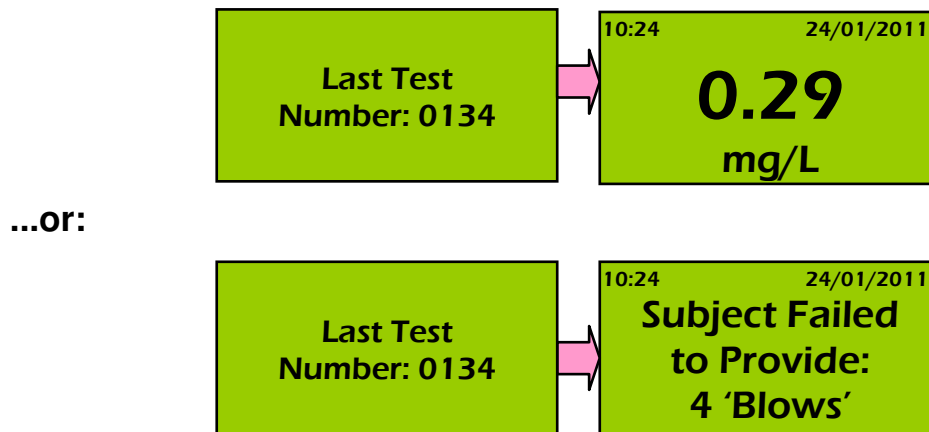 Last Test
Number: 0134
10:24 24/01/2011
0.29
mg/L
...or:
Last Test
Number: 0134
10:24 24/01/2011
Subject Failed
to Provide:
4 ‘Blows’